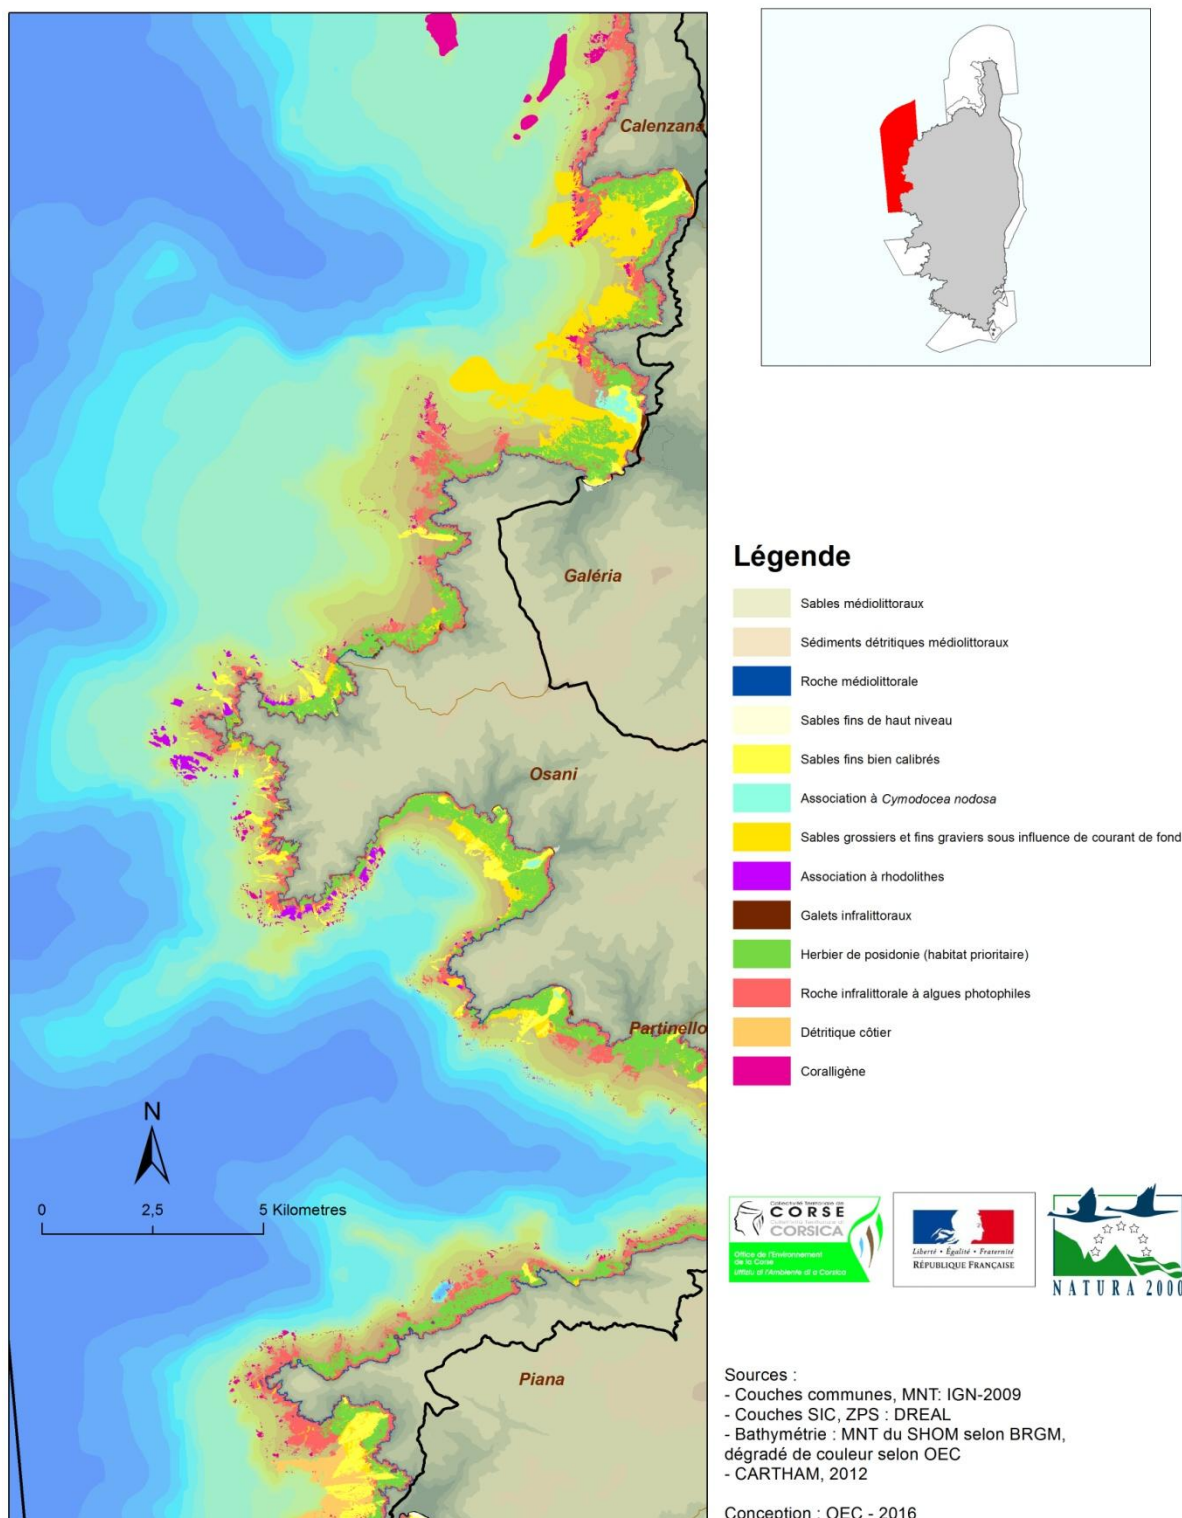 Calenzana
Galéria
Osani
Partinello
Piana
N
0 2,5 5 Kilometres
Légende
Sables médiolittoraux
Sédiments détritiques médiolittoraux
Roche médiolittorale
Sables fins de haut niveau
Sables fins bien calibrés
Association à Cymodocea nodosa
Sables grossiers et fins graviers sous influence de courant de fond
Association à rhodolithes
Galets infralittoraux
Herbier de posidonie (habitat prioritaire)
Roche infralittorale à algues photophiles
Détritique côtier
Coralligène
CORSE
CORSICA
Office de l'Environnement
de la Corse
Uffiziu di l'Ambiente di a Corsica
Liberté • Égalité • Fraternité
RÉPUBLIQUE FRANÇAISE
NATURA 2000
Sources :
- Couches communes, MNT: IGN-2009
- Couches SIC, ZPS : DREAL
- Bathymétrie : MNT du SHOM selon BRGM,
dégradé de couleur selon OEC
- CARTHAM, 2012
Conception : OEC - 2016